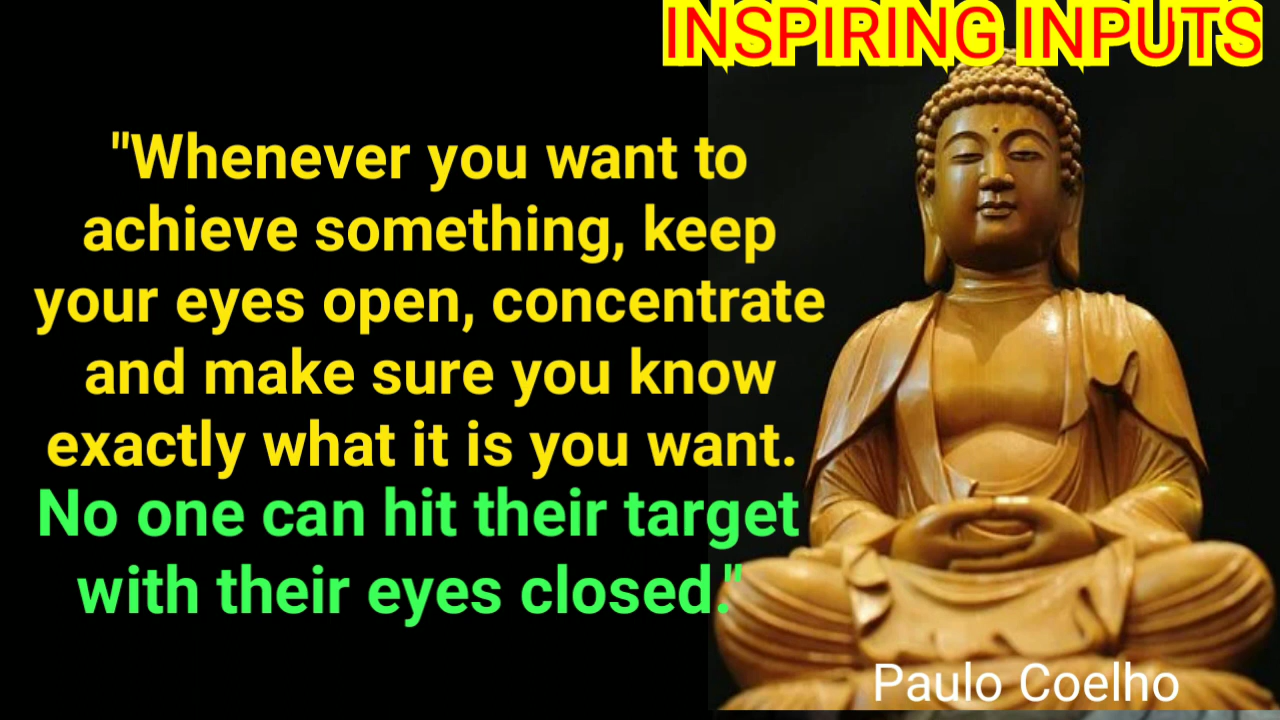 INSPIRING INPUTS
"Whenever you want to
achieve something, keep
your eyes open, concentrate
and make sure you know
exactly what it is you want.
No one can hit their target
with their eyes closed."
Paulo Coelho